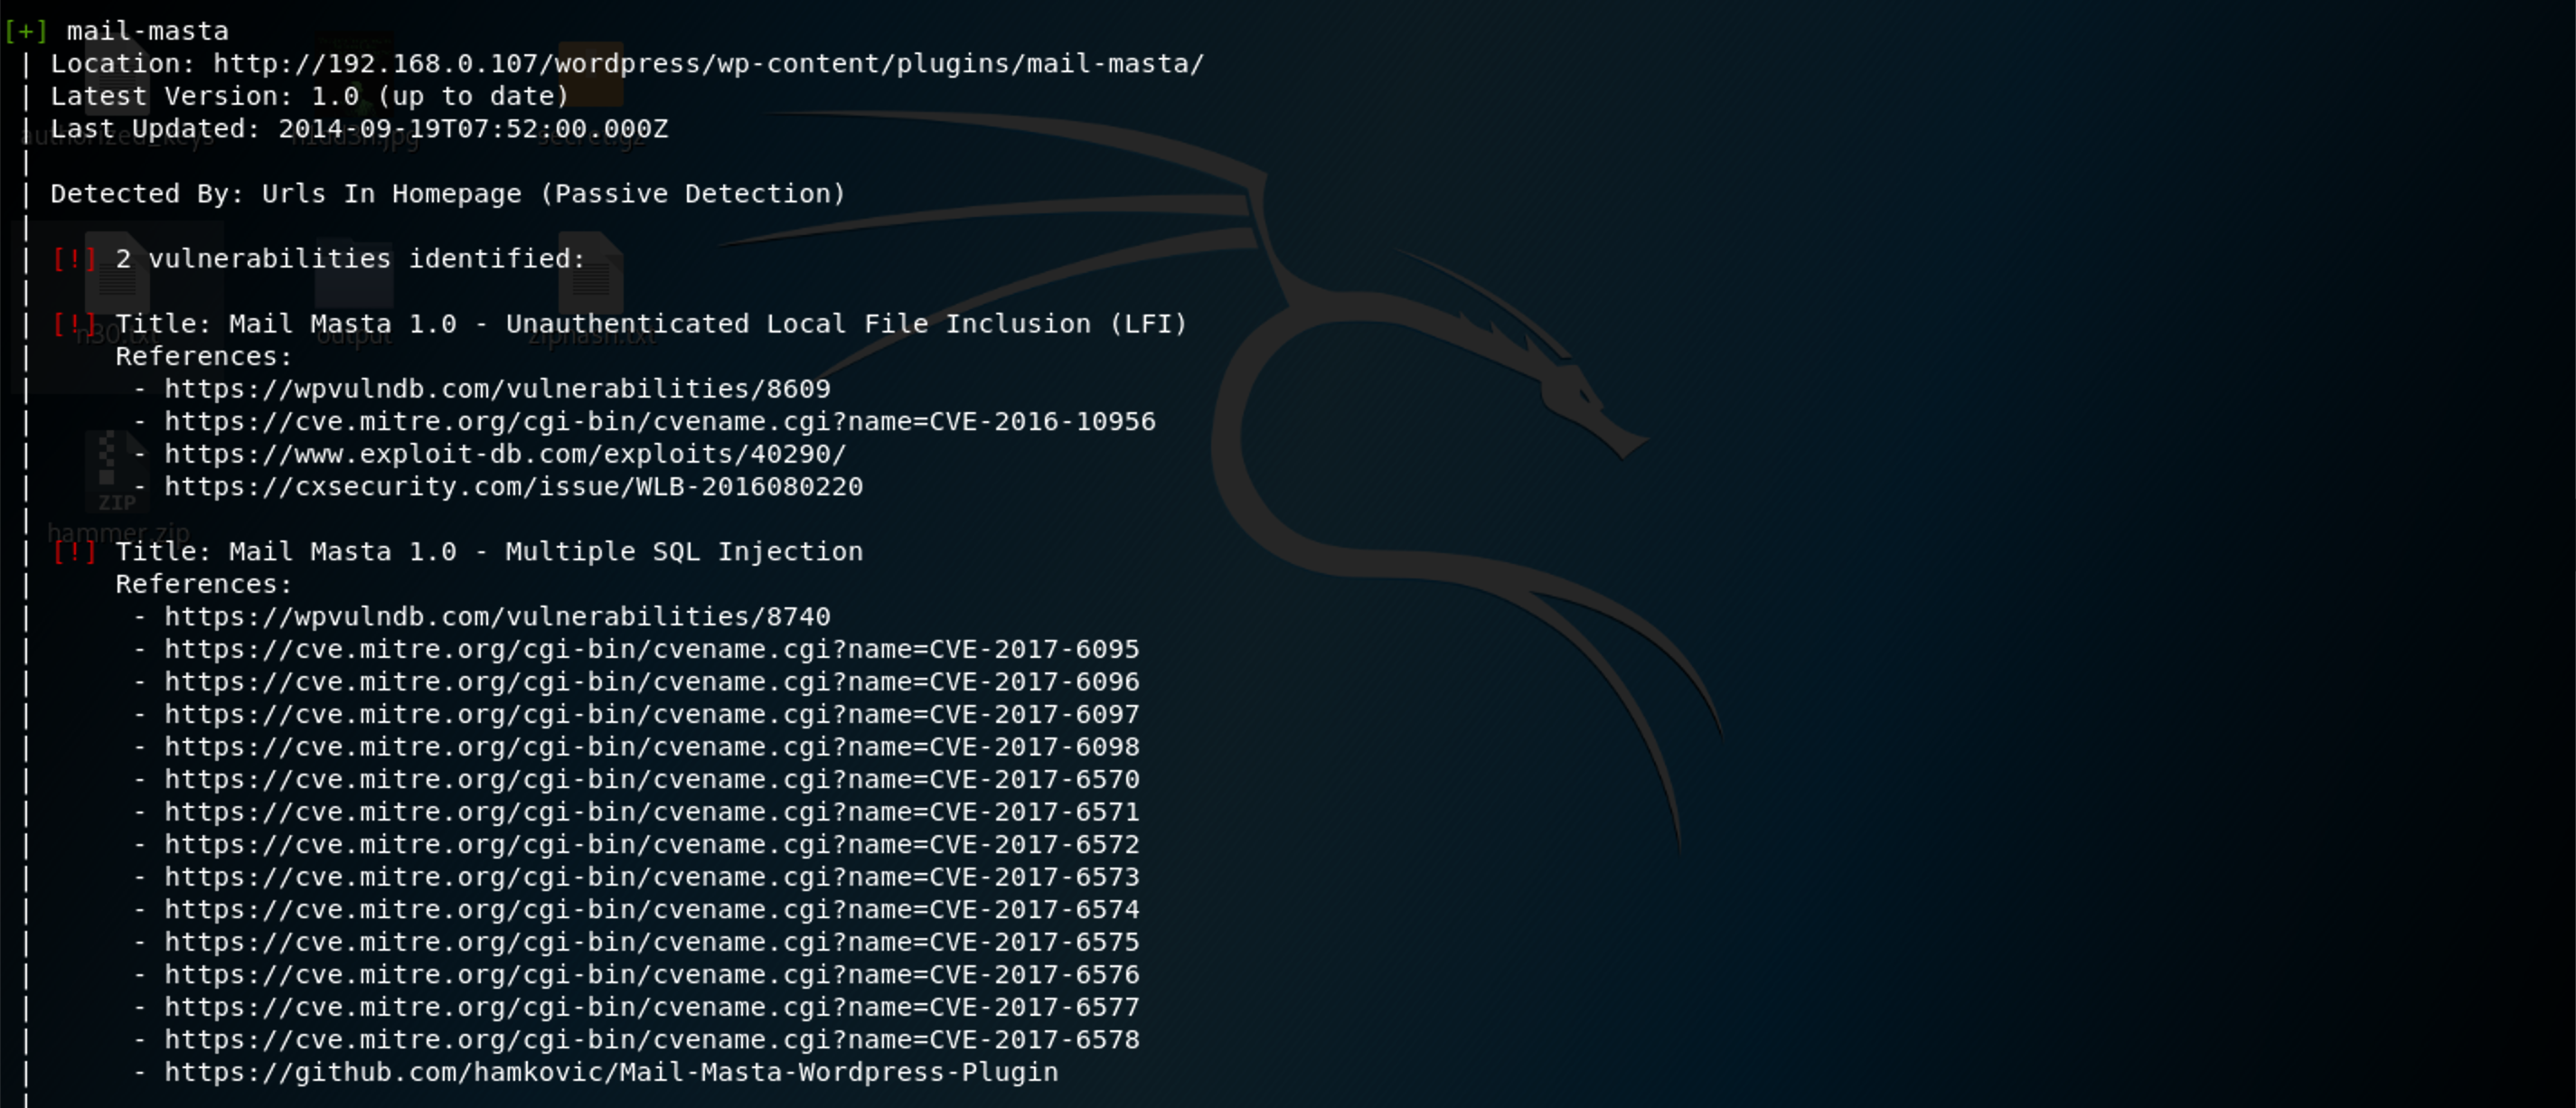 [+] mail-masta
| Location: http://192.168.0.107/wordpress/wp-content/plugins/mail-masta/
| Latest Version: 1.0 (up to date)
| Last Updated: 2014-09-19T07:52:00.000Z
|
| Detected By: Urls In Homepage (Passive Detection)
|
| [!] 2 vulnerabilities identified:
|
| [!] Title: Mail Masta 1.0 - Unauthenticated Local File Inclusion (LFI)
|     References:
|      - https://wpvulndb.com/vulnerabilities/8609
|      - https://cve.mitre.org/cgi-bin/cvename.cgi?name=CVE-2016-10956
|      - https://www.exploit-db.com/exploits/40290/
|      - https://cxsecurity.com/issue/WLB-2016080220
|
| [!] Title: Mail Masta 1.0 - Multiple SQL Injection
|     References:
|      - https://wpvulndb.com/vulnerabilities/8740
|      - https://cve.mitre.org/cgi-bin/cvename.cgi?name=CVE-2017-6095
|      - https://cve.mitre.org/cgi-bin/cvename.cgi?name=CVE-2017-6096
|      - https://cve.mitre.org/cgi-bin/cvename.cgi?name=CVE-2017-6097
|      - https://cve.mitre.org/cgi-bin/cvename.cgi?name=CVE-2017-6098
|      - https://cve.mitre.org/cgi-bin/cvename.cgi?name=CVE-2017-6570
|      - https://cve.mitre.org/cgi-bin/cvename.cgi?name=CVE-2017-6571
|      - https://cve.mitre.org/cgi-bin/cvename.cgi?name=CVE-2017-6572
|      - https://cve.mitre.org/cgi-bin/cvename.cgi?name=CVE-2017-6573
|      - https://cve.mitre.org/cgi-bin/cvename.cgi?name=CVE-2017-6574
|      - https://cve.mitre.org/cgi-bin/cvename.cgi?name=CVE-2017-6575
|      - https://cve.mitre.org/cgi-bin/cvename.cgi?name=CVE-2017-6576
|      - https://cve.mitre.org/cgi-bin/cvename.cgi?name=CVE-2017-6577
|      - https://cve.mitre.org/cgi-bin/cvename.cgi?name=CVE-2017-6578
|      - https://github.com/hamkovic/Mail-Masta-Wordpress-Plugin
|
authorized_keys
secret.gz
n30.txt
output
ziphash.txt
ZIP
hammer.zip